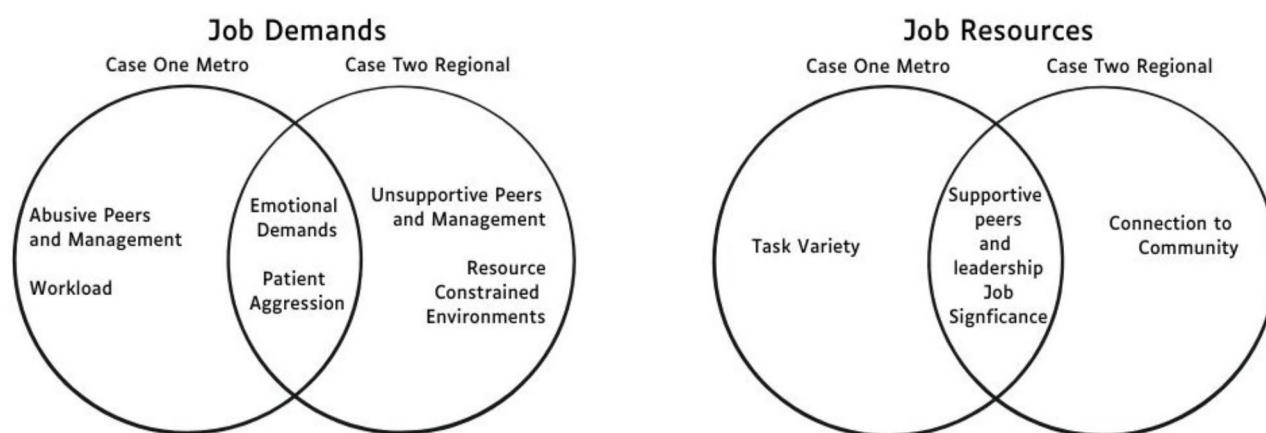 Job Demands
Case One Metro
Case Two Regional
Abusive Peers
and Management
Workload
Emotional
Demands
Patient
Aggression
Unsupportive Peers
and Management
Resource
Constrained
Environments
Job Resources
Case One Metro
Case Two Regional
Task Variety
Supportive
peers
and
leadership
Job
Signficance
Connection to
Community